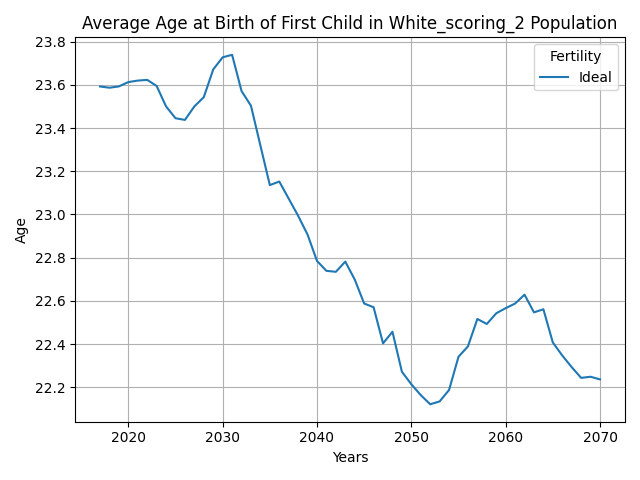 Average Age at Birth of First Child in White_scoring_2 Population
Fertility
Ideal
23.8
23.6
23.4
23.2
23.0
22.8
22.6
22.4
22.2
Age
2020 2030 2040 2050 2060 2070
Years